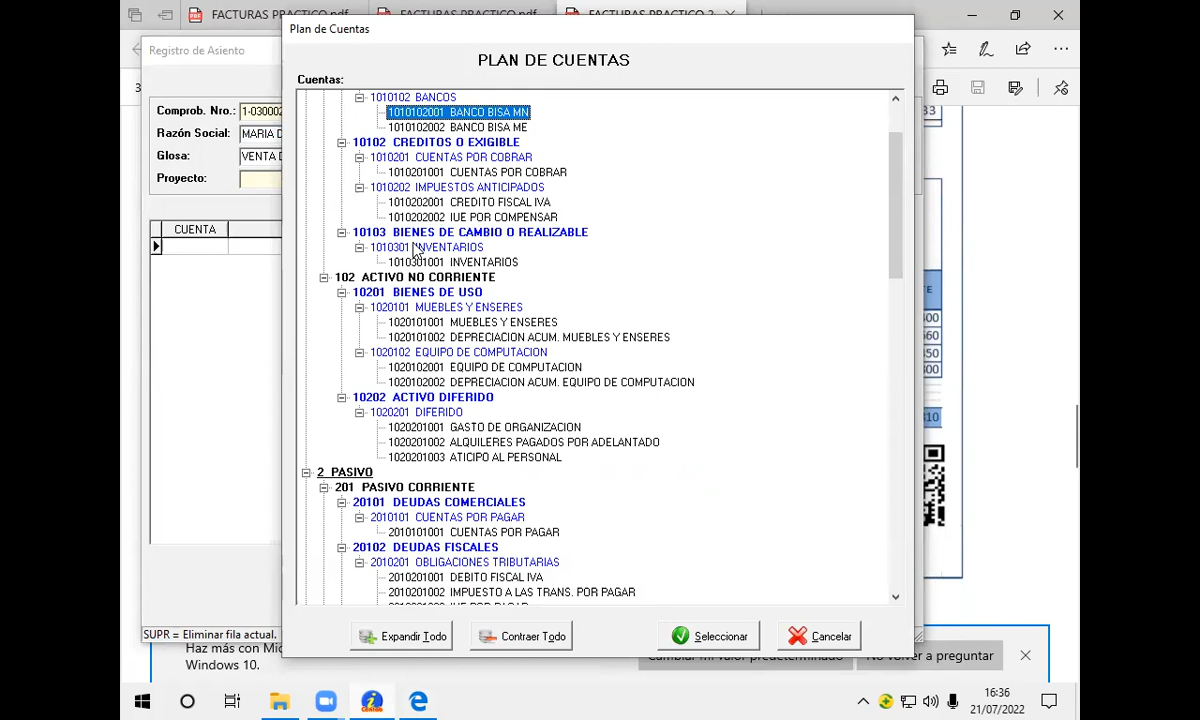 FACTURAS PRACTICO.pdf
FACTURAS PRACTICO.pdf
FACTURAS PRACTICO 2
Registro de Asiento
Plan de Cuentas
PLAN DE CUENTAS
Cuentas:
Comprob. Nro.: 1-030002
Razón Social: MARIA D
Glosa: VENTA D
Proyecto:
CUENTA
1010102 BANCOS
1010102001 BANCO BISA MN
1010102002 BANCO BISA ME
10102 CREDITOS O EXIGIBLE
1010201 CUENTAS POR COBRAR
1010201001 CUENTAS POR COBRAR
1010202 IMPUESTOS ANTICIPADOS
1010202001 CREDITO FISCAL IVA
1010202002 IUE POR COMPENSAR
10103 BIENES DE CAMBIO O REALIZABLE
1010301 INVENTARIOS
1010301001 INVENTARIOS
102 ACTIVO NO CORRIENTE
10201 BIENES DE USO
1020101 MUEBLES Y ENSERES
1020101001 MUEBLES Y ENSERES
1020101002 DEPRECIACION ACUM. MUEBLES Y ENSERES
1020102 EQUIPO DE COMPUTACION
1020102001 EQUIPO DE COMPUTACION
1020102002 DEPRECIACION ACUM. EQUIPO DE COMPUTACION
10202 ACTIVO DIFERIDO
1020201 DIFERIDO
1020201001 GASTO DE ORGANIZACION
1020201002 ALQUILERES PAGADOS POR ADELANTADO
1020201003 ATICIPO AL PERSONAL
2 PASIVO
201 PASIVO CORRIENTE
20101 DEUDAS COMERCIALES
2010101 CUENTAS POR PAGAR
2010101001 CUENTAS POR PAGAR
20102 DEUDAS FISCALES
2010201 OBLIGACIONES TRIBUTARIAS
2010201001 DEBITO FISCAL IVA
2010201002 IMPUESTO A LAS TRANS. POR PAGAR
Expandir Todo
Contraer Todo
Seleccionar
Cancelar
SUPR = Eliminar fila actual.
Haz más con Mic
Windows 10.
Cambiar mi valor predeterminado
No volver a preguntar
16:36
21/07/2022